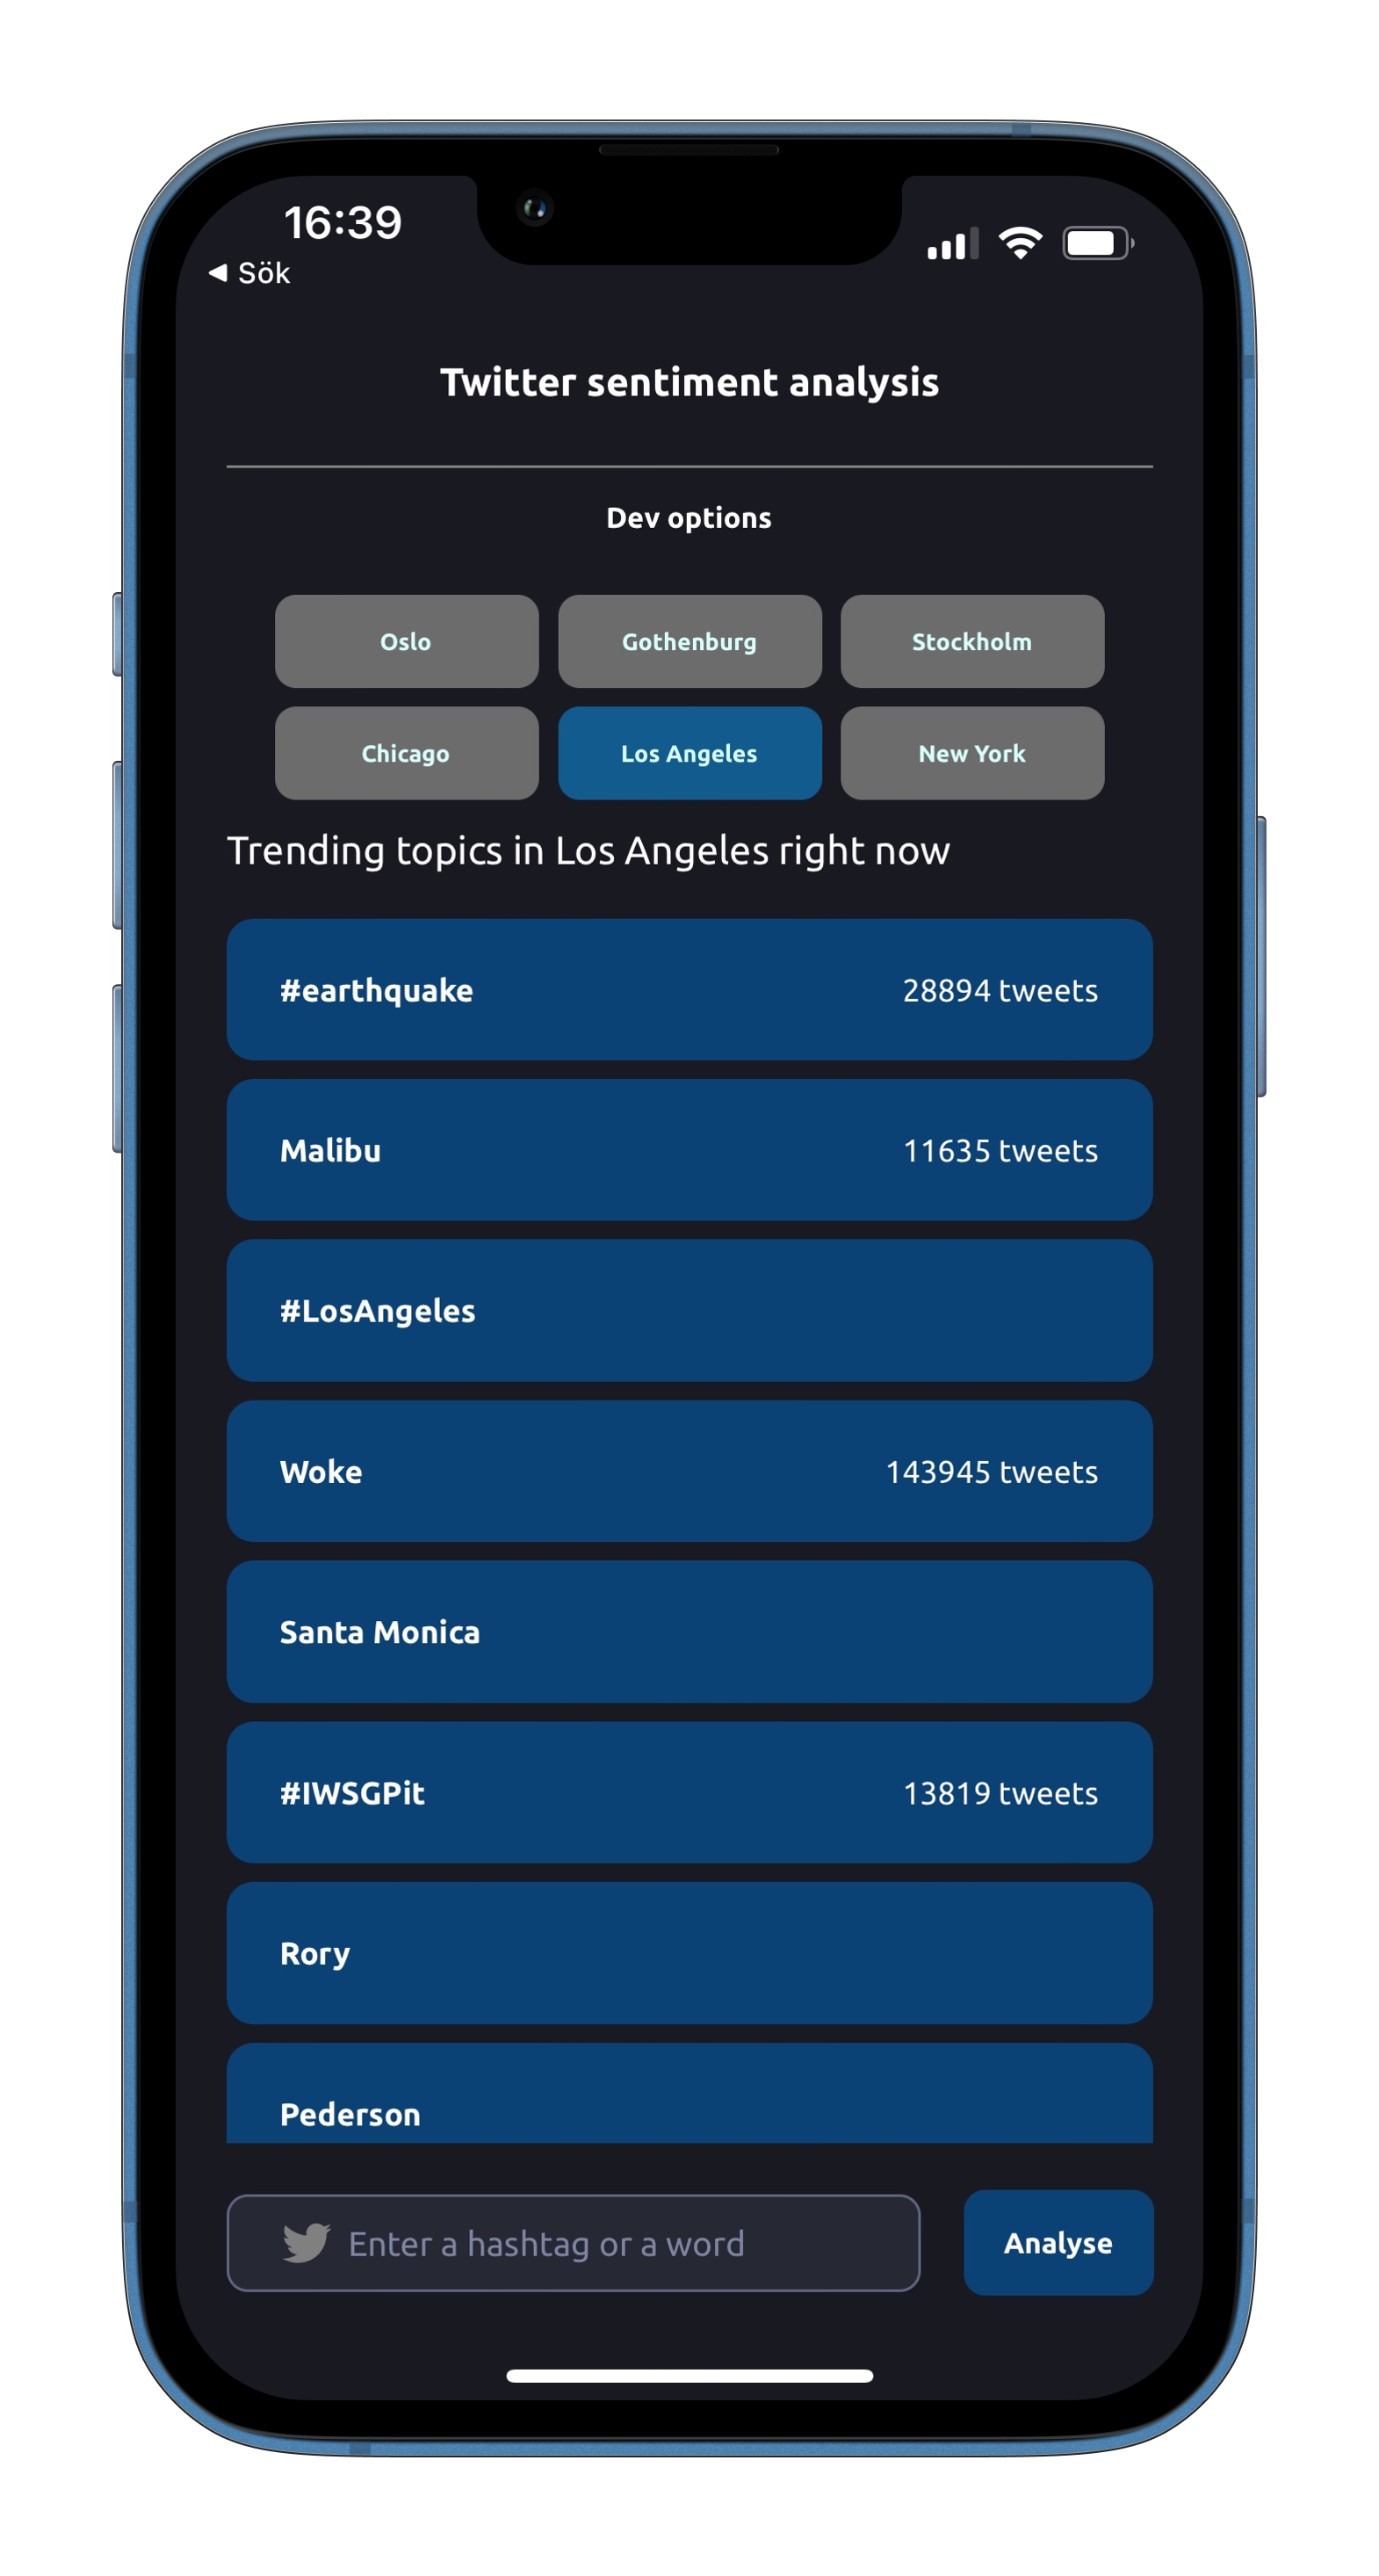 16:39
◀ Sök
Twitter sentiment analysis
Dev options
Oslo Gothenburg Stockholm
Chicago Los Angeles New York
Trending topics in Los Angeles right now
#earthquake 28894 tweets
Malibu 11635 tweets
#LosAngeles
Woke 143945 tweets
Santa Monica
#IWSGPit 13819 tweets
Rory
Pederson
Enter a hashtag or a word Analyse